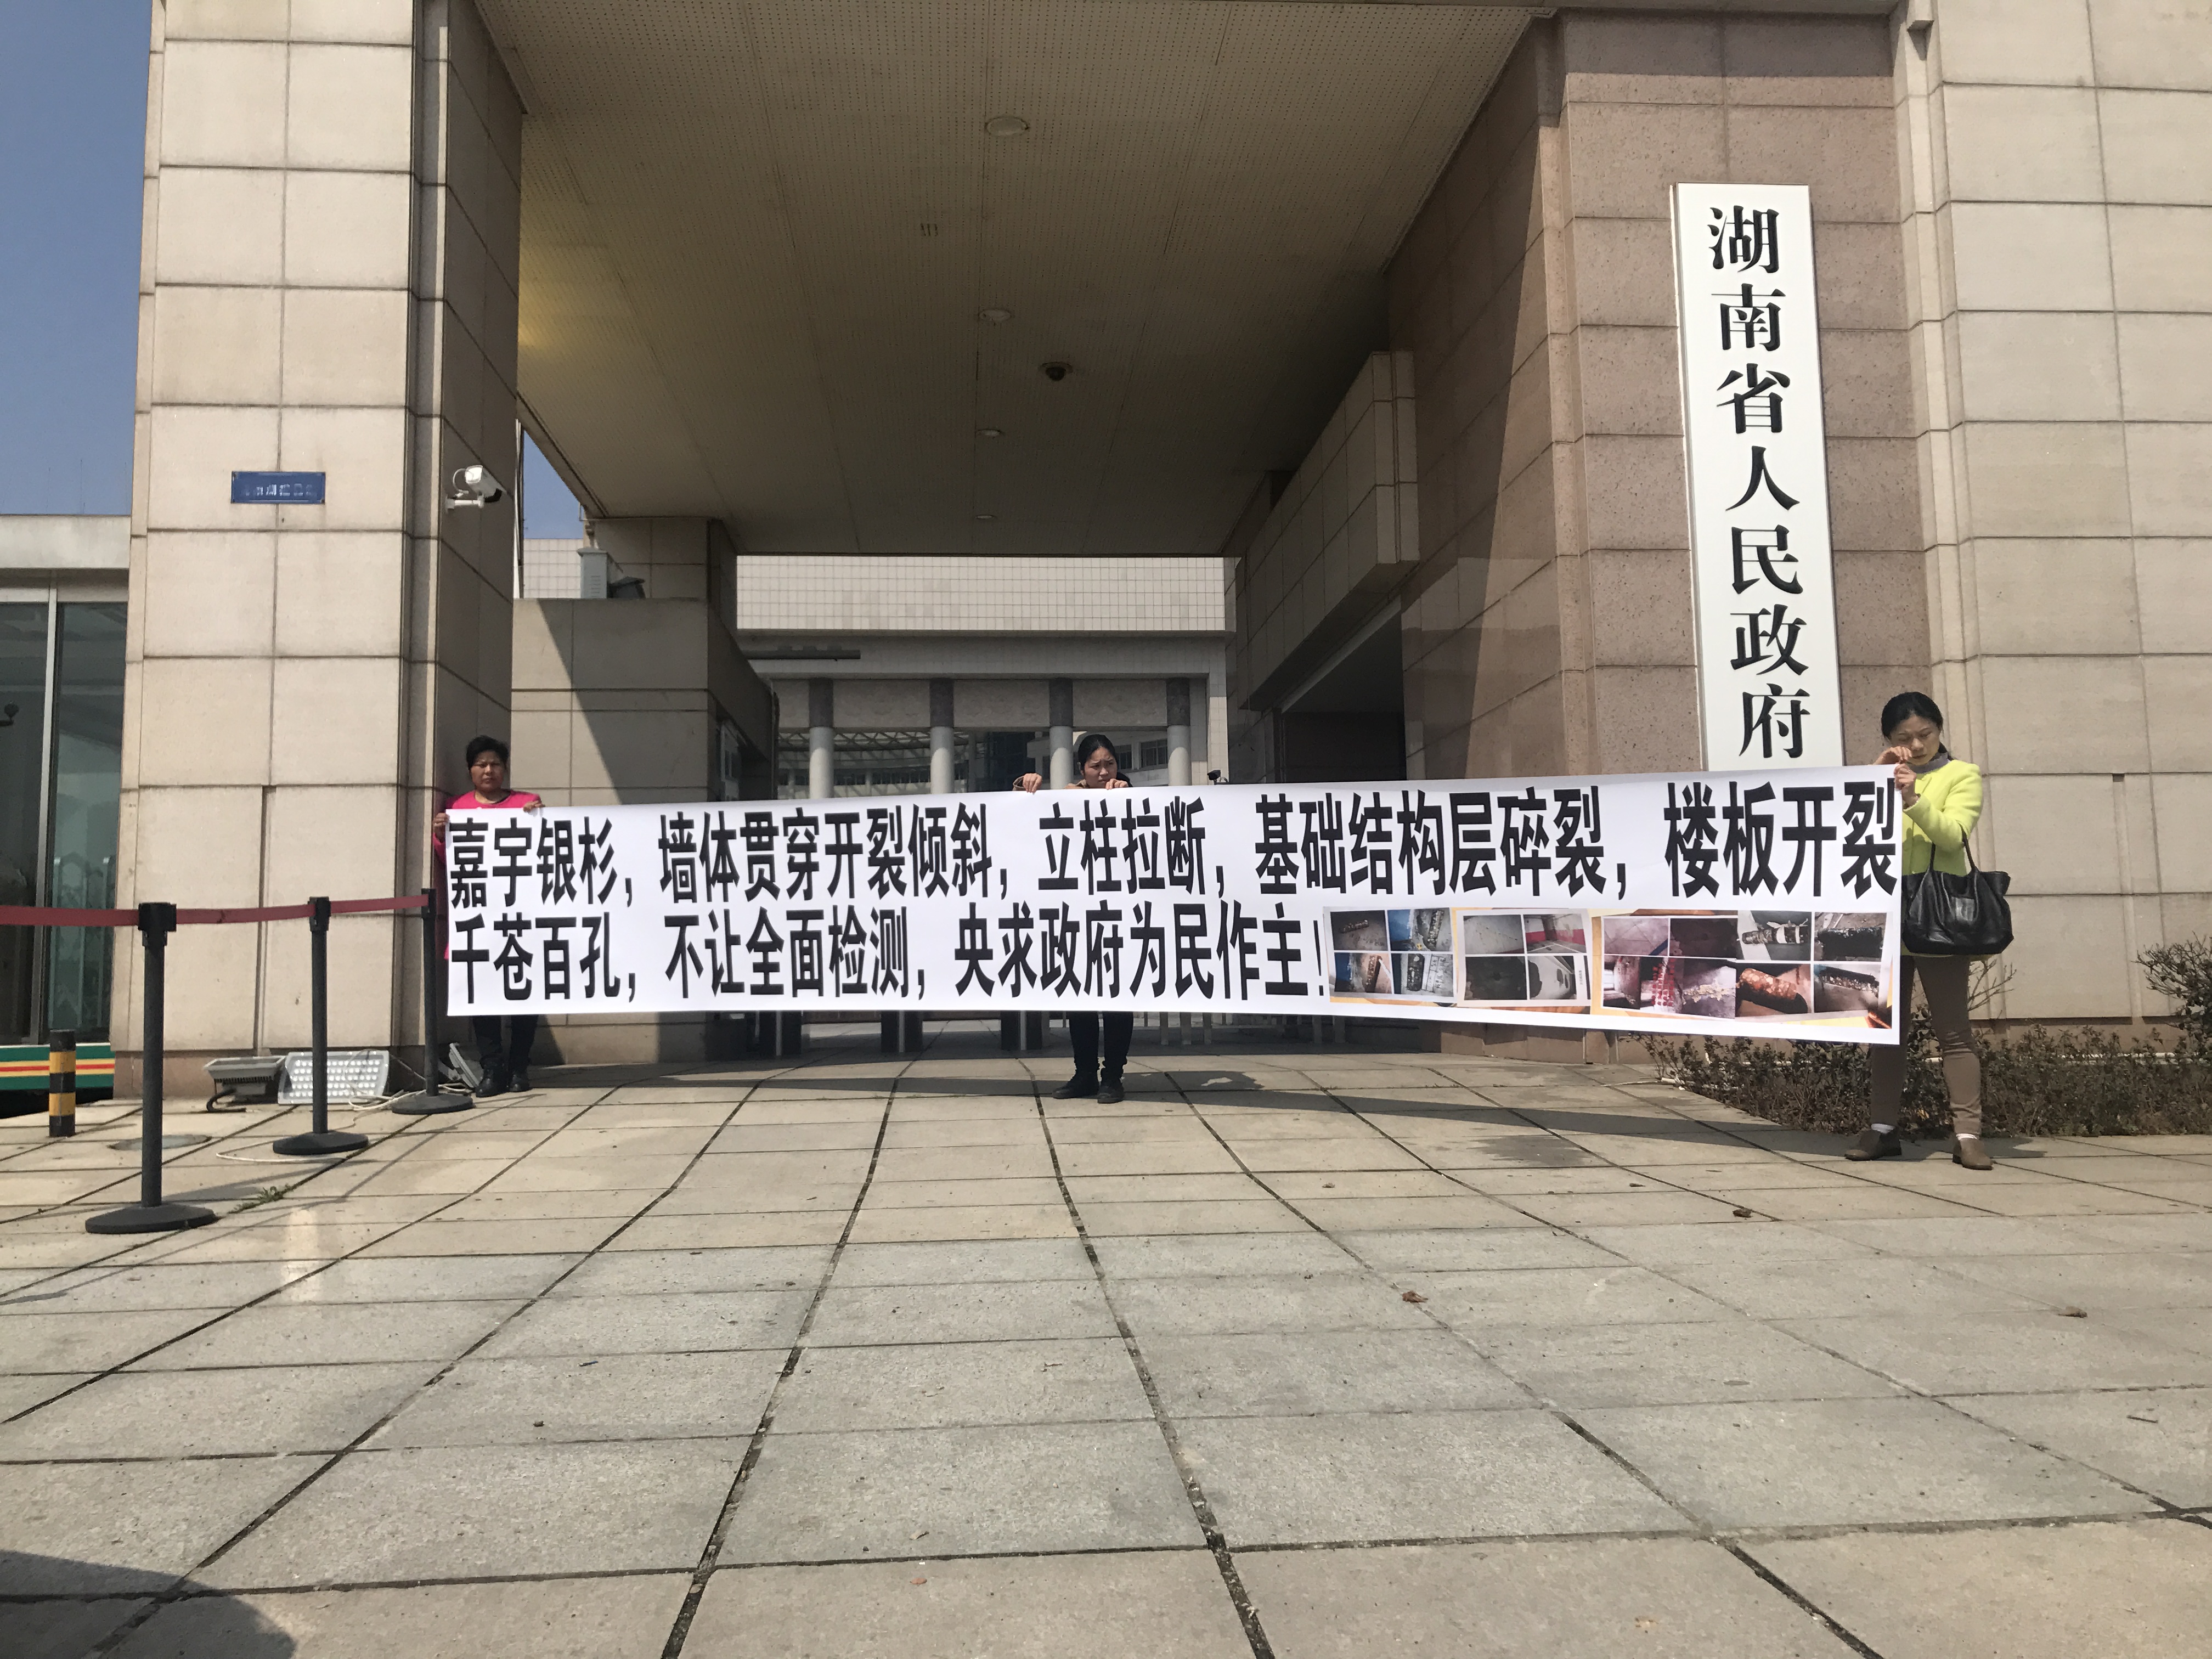 湖南省人民政府
嘉宇银杉，墙体贯穿开裂倾斜，立柱拉断，基础结构层碎裂，楼板开裂
千苍百孔，不让全面检测，央求政府为民作主！